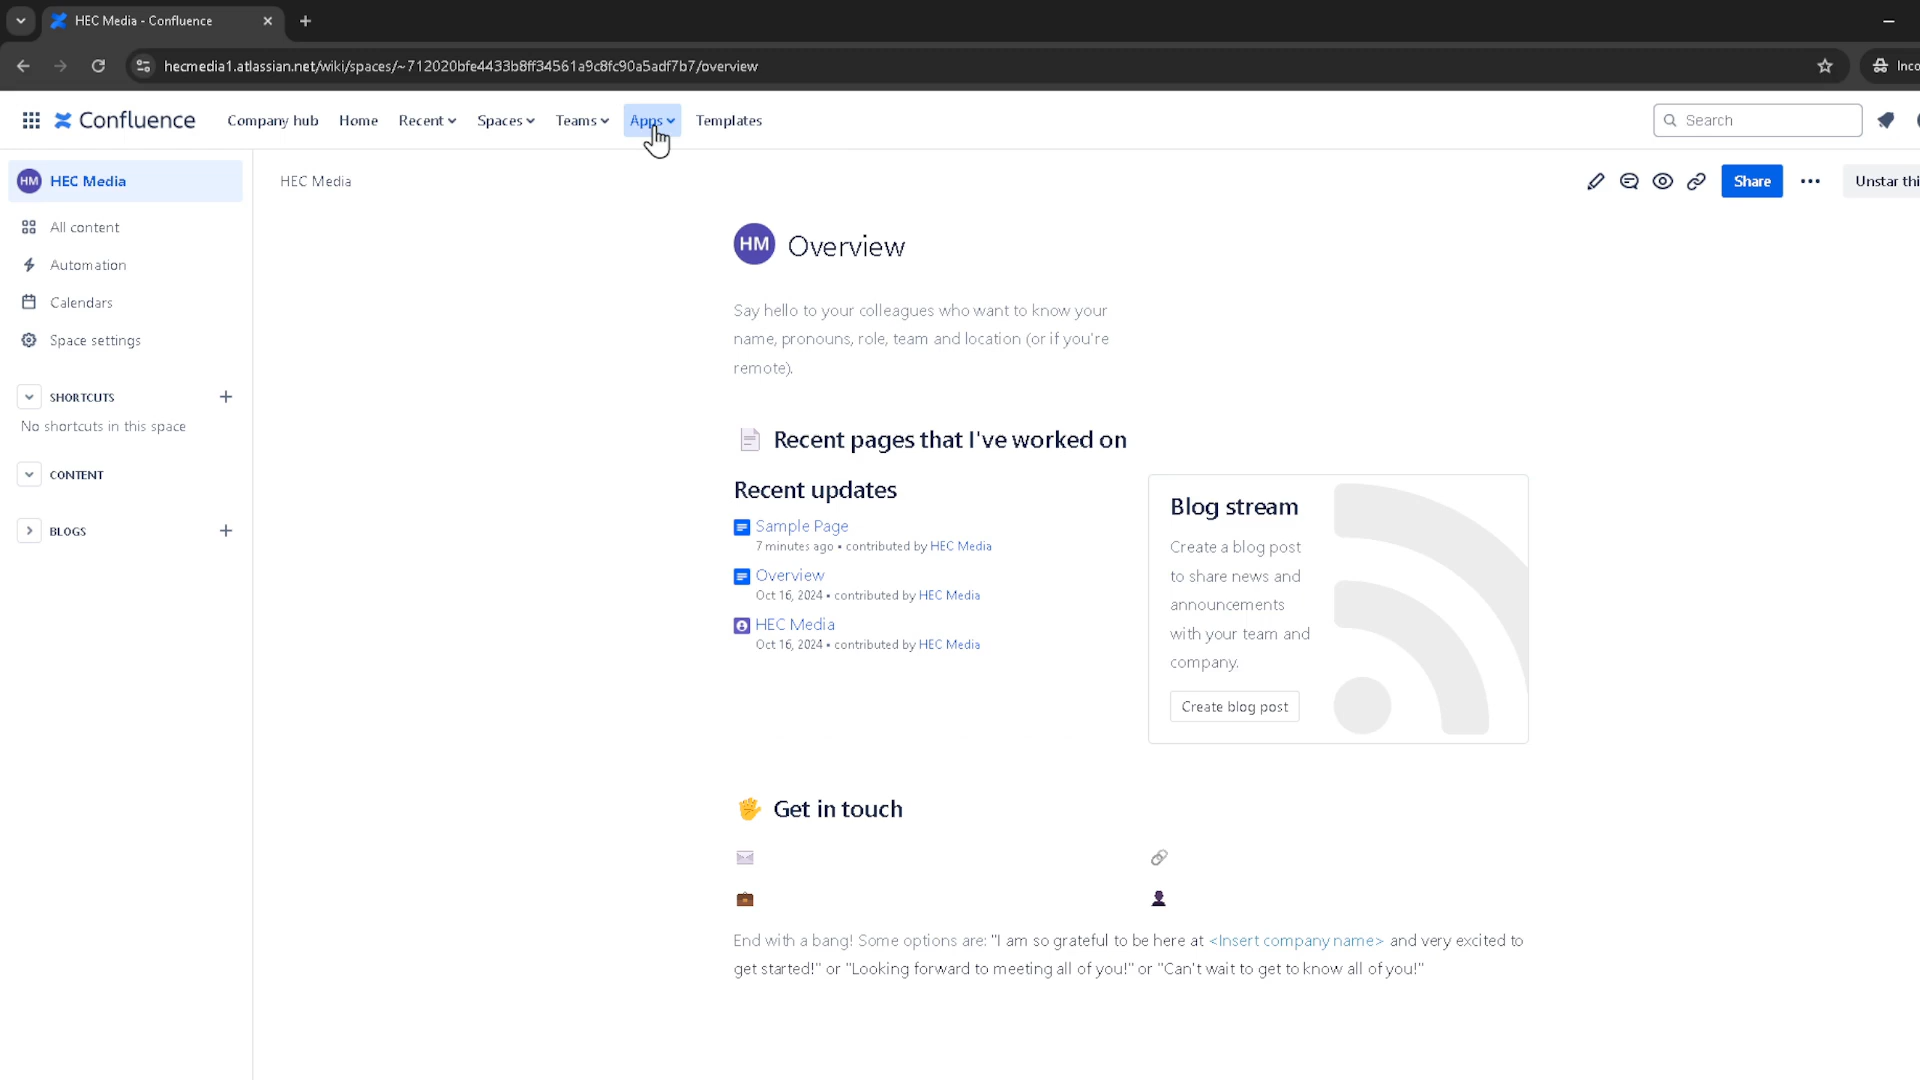 HEC Media - Confluence
hecmedia1.atlassian.net/wiki/spaces/~712020bfe4433b8ff34561a9c8fc90a5adf7b7/overview
Confluence
Company hub
Home
Recent
Spaces
Teams
Apps
Templates
Search
HM
HEC Media
HEC Media
Share
Unstar thi
All content
Automation
Calendars
Space settings
SHORTCUTS
No shortcuts in this space
CONTENT
BLOGS
HM
Overview
Say hello to your colleagues who want to know your
name, pronouns, role, team and location (or if you're
remote).
Recent pages that I've worked on
Recent updates
Sample Page
7 minutes ago • contributed by HEC Media
Overview
Oct 16, 2024 • contributed by HEC Media
HEC Media
Oct 16, 2024 • contributed by HEC Media
Blog stream
Create a blog post
to share news and
announcements
with your team and
company.
Create blog post
Get in touch
End with a bang! Some options are: "I am so grateful to be here at <Insert company name> and very excited to
get started!" or "Looking forward to meeting all of you!" or "Can't wait to get to know all of you!"